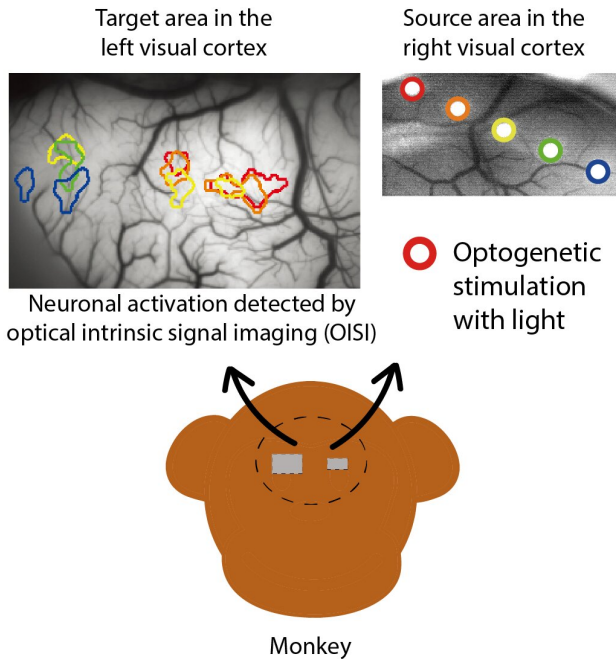 Target area in the
left visual cortex
Source area in the
right visual cortex
Neuronal activation detected by
optical intrinsic signal imaging (OISI)
Optogenetic
stimulation
with light
Monkey